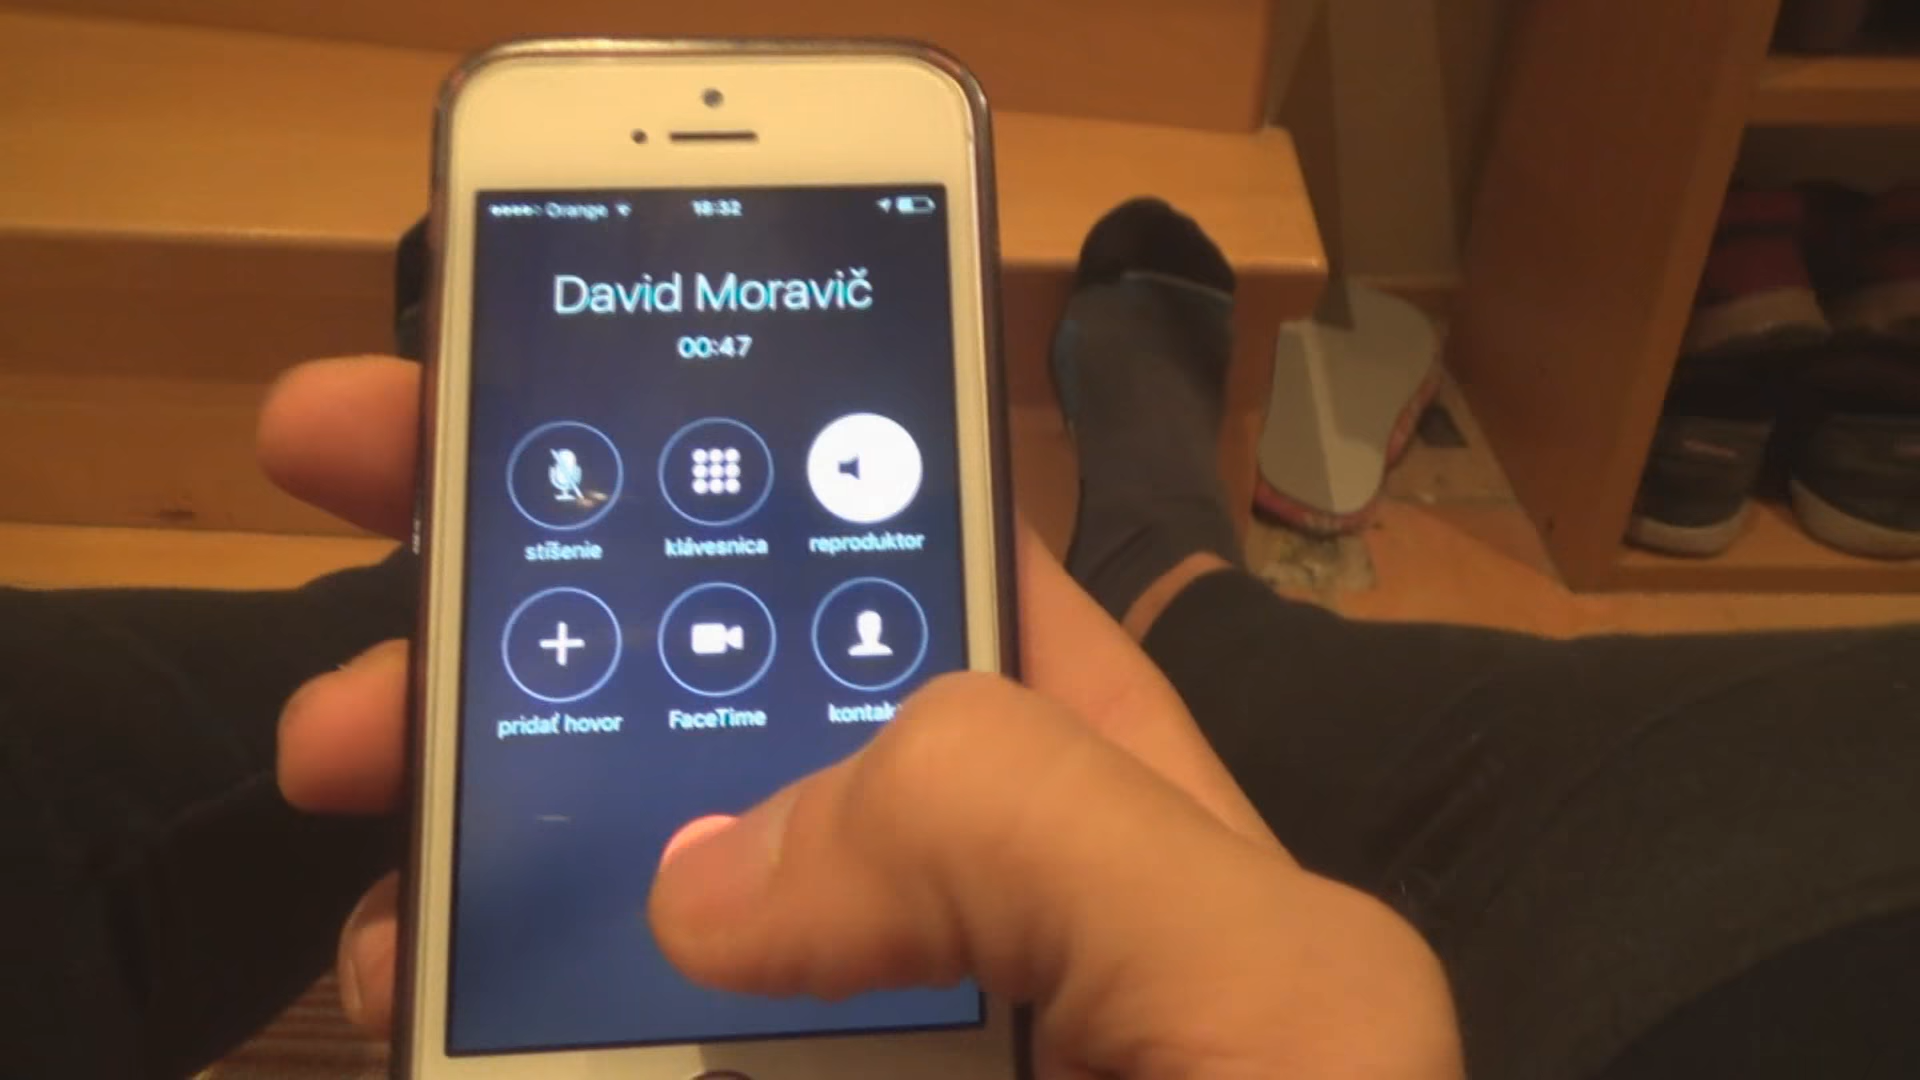 Orange 18:32
David Moravič
00:47
stíšenie klávesnica reproduktor
pridať hovor FaceTime